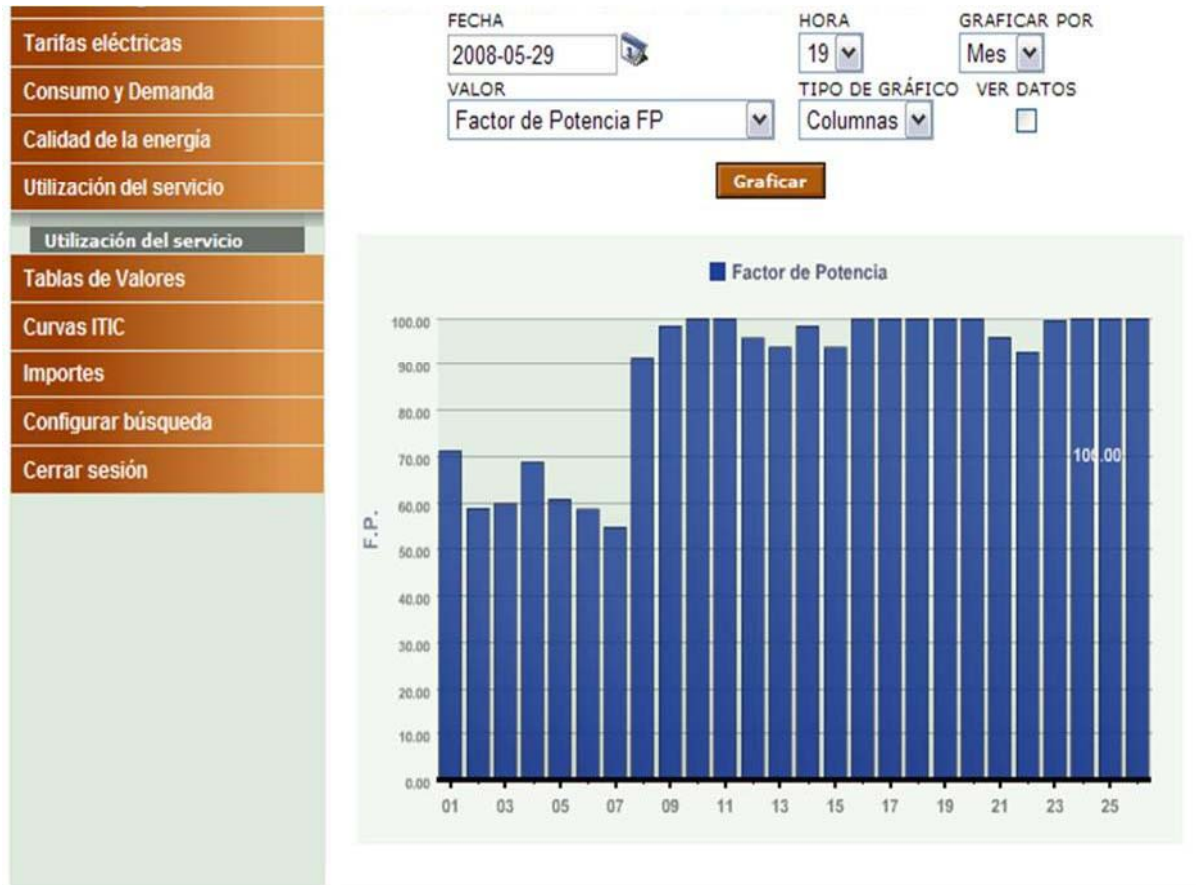 Tarifas eléctricas
Consumo y Demanda
Calidad de la energía
Utilización del servicio
Utilización del servicio
Tablas de Valores
Curvas ITIC
Importes
Configurar búsqueda
Cerrar sesión
FECHA HORA GRAFICAR POR
2008-05-29 19 Mes
VALOR TIPO DE GRÁFICO VER DATOS
Factor de Potencia FP Columnas
Graficar
Factor de Potencia
100.00
90.00
80.00
70.00
60.00
50.00
40.00
30.00
20.00
10.00
0.00
F.P.
100.00
01 03 05 07 09 11 13 15 17 19 21 23 25